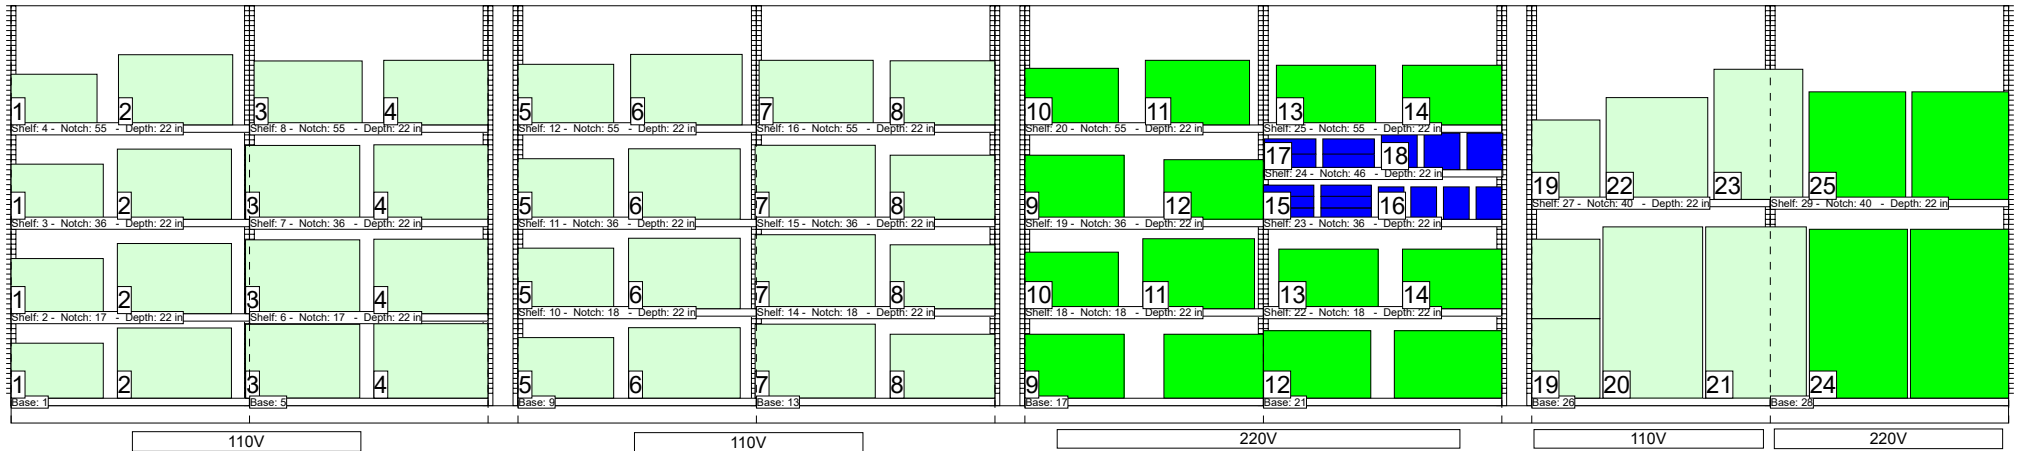 1 2 3 4 5 6 7 8 10 11 13 14
Shelf: 4 - Notch: 55 - Depth: 22 in Shelf: 8 - Notch: 55 - Depth: 22 in Shelf: 12 - Notch: 55 - Depth: 22 in Shelf: 16 - Notch: 55 - Depth: 22 in Shelf: 20 - Notch: 55 - Depth: 22 in Shelf: 25 - Notch: 55 - Depth: 22 in
17 18
Shelf: 24 - Notch: 46 - Depth: 22 in
19 22 23 25
Shelf: 27 - Notch: 40 - Depth: 22 in Shelf: 29 - Notch: 40 - Depth: 22 in
1 2 3 4 5 6 7 8 9 12 15 16
Shelf: 3 - Notch: 36 - Depth: 22 in Shelf: 7 - Notch: 36 - Depth: 22 in Shelf: 11 - Notch: 36 - Depth: 22 in Shelf: 15 - Notch: 36 - Depth: 22 in Shelf: 19 - Notch: 36 - Depth: 22 in Shelf: 23 - Notch: 36 - Depth: 22 in
1 2 3 4 5 6 7 8 10 11 13 14
Shelf: 2 - Notch: 17 - Depth: 22 in Shelf: 6 - Notch: 17 - Depth: 22 in Shelf: 10 - Notch: 18 - Depth: 22 in Shelf: 14 - Notch: 18 - Depth: 22 in Shelf: 18 - Notch: 18 - Depth: 22 in Shelf: 22 - Notch: 18 - Depth: 22 in
1 2 3 4 5 6 7 8 9 12 19 20 21 24
Base: 1 Base: 5 Base: 9 Base: 13 Base: 17 Base: 21 Base: 26 Base: 28
110V 110V 220V 110V 220V